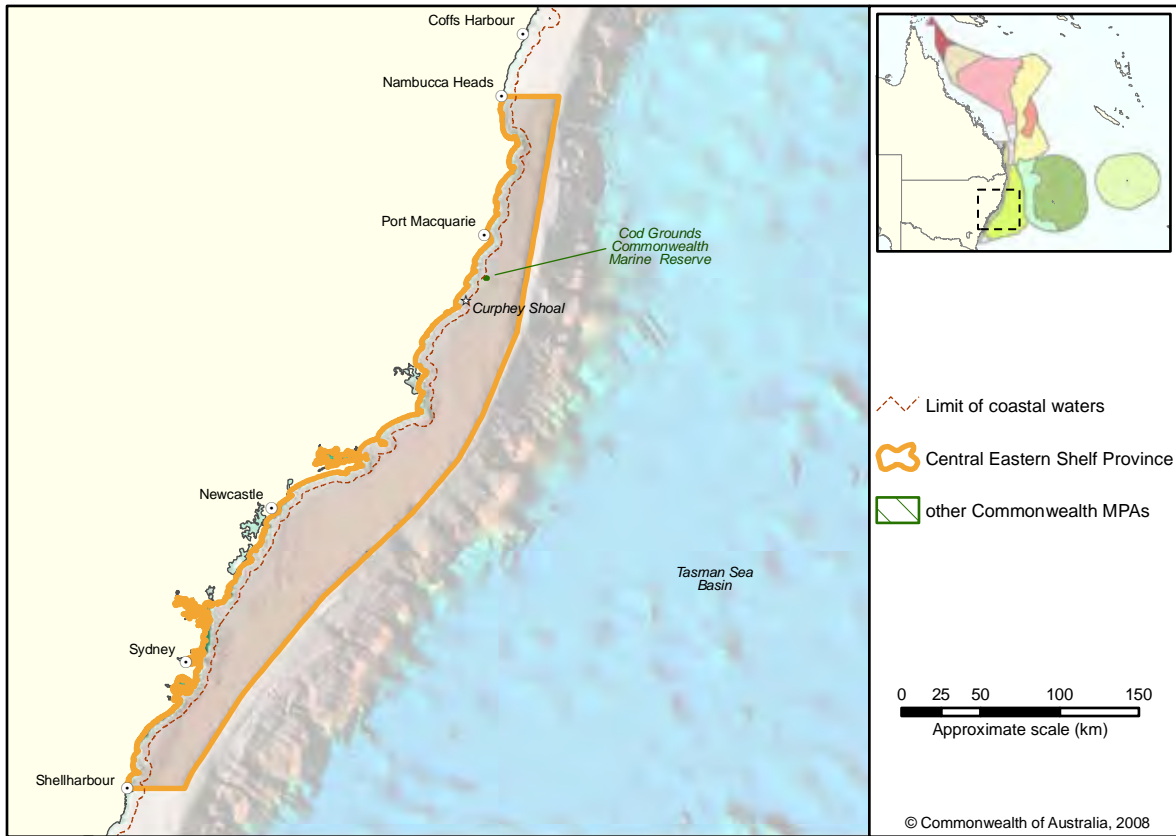 Coffs Harbour
Nambucca Heads
Port Macquarie
Cod Grounds
Commonwealth
Marine Reserve
Curphey Shoal
Newcastle
Tasman Sea
Basin
Sydney
Shellharbour
Limit of coastal waters
Central Eastern Shelf Province
other Commonwealth MPAs
0 25 50 100 150
Approximate scale (km)
© Commonwealth of Australia, 2008